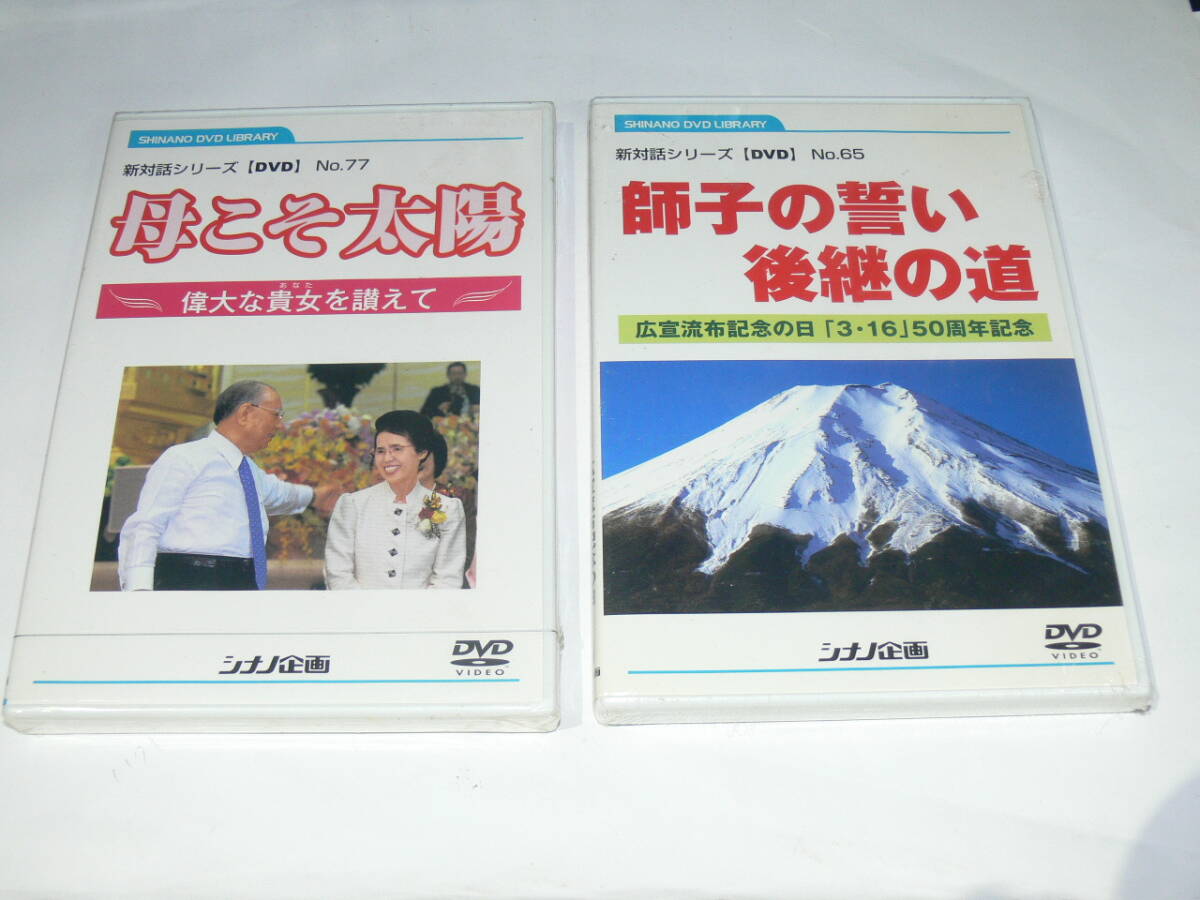 SHINANO DVD LIBRARY
新対話シリーズ【DVD】 No.77
母こそ太陽
あなた
偉大な貴女を讃えて
シナノ企画
DVD
VIDEO
SHINANO DVD LIBRARY
新対話シリーズ【DVD】 No.65
師子の誓い
後継の道
広宣流布記念の日「3・16」50周年記念
シナノ企画
DVD
VIDEO